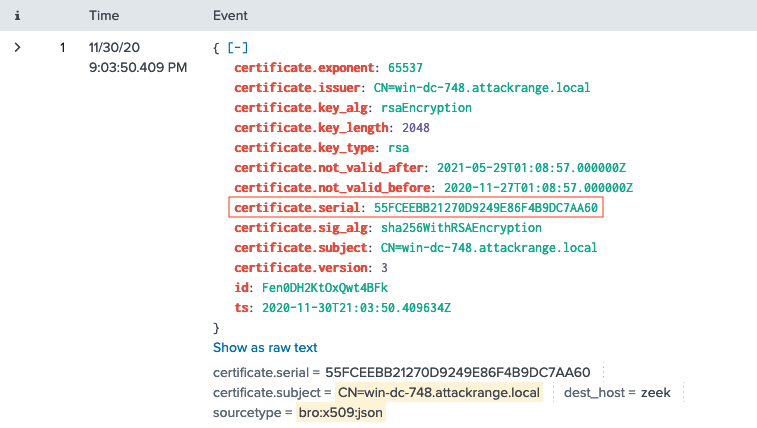 i Time Event
> 1 11/30/20 { [-]
9:03:50.409 PM certificate.exponent: 65537
certificate.issuer: CN=win-dc-748.attackrange.local
certificate.key_alg: rsaEncryption
certificate.key_length: 2048
certificate.key_type: rsa
certificate.not_valid_after: 2021-05-29T01:08:57.000000Z
certificate.not_valid_before: 2020-11-27T01:08:57.000000Z
certificate.serial: 55FCEEBB21270D9249E86F4B9DC7AA60
certificate.sig_alg: sha256WithRSAEncryption
certificate.subject: CN=win-dc-748.attackrange.local
certificate.version: 3
id: Fen0DH2KtOxQwt4BFk
ts: 2020-11-30T21:03:50.409634Z
}
Show as raw text
certificate.serial = 55FCEEBB21270D9249E86F4B9DC7AA60
certificate.subject = CN=win-dc-748.attackrange.local dest_host = zeek
sourcetype = bro:x509:json